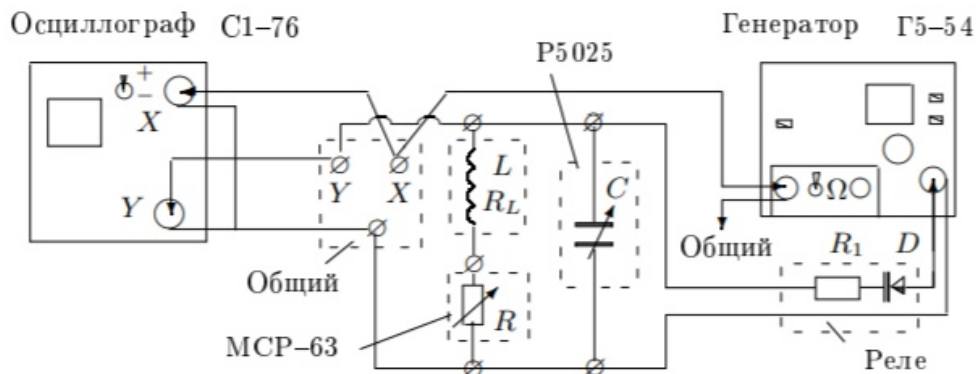 Осциллограф С1–76
Генератор Г5–54
Р5025
+
–
X
Y
Y X
L
R_L
C
Ω
Общий
R_1 D
Общий
R
МСР–63
Реле